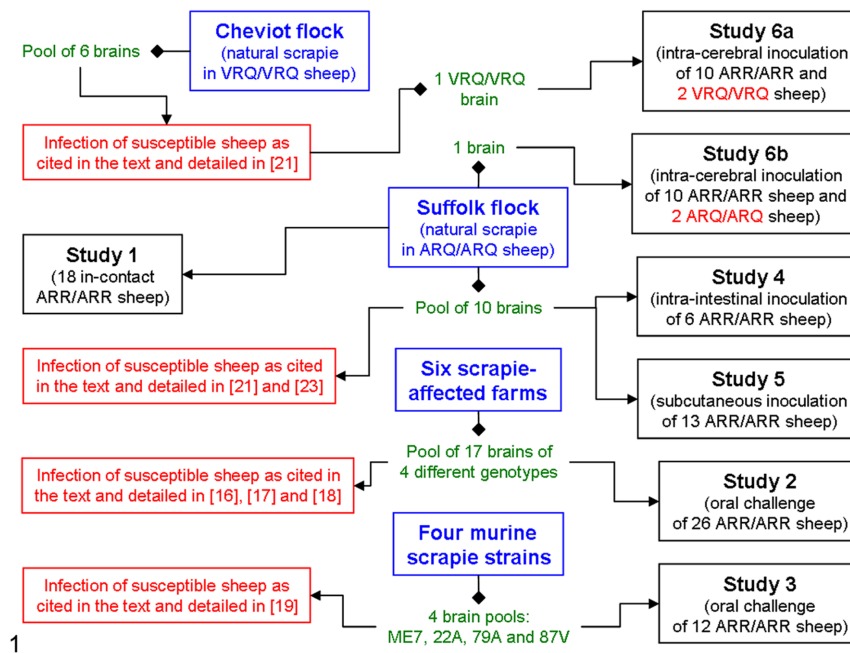 Pool of 6 brains
Cheviot flock
(natural scrapie
in VRQ/VRQ sheep)
1 VRQ/VRQ
brain
Study 6a
(intra-cerebral inoculation
of 10 ARR/ARR and
2 VRQ/VRQ sheep)
Infection of susceptible sheep as
cited in the text and detailed in [21]
1 brain
Study 6b
(intra-cerebral inoculation
of 10 ARR/ARR sheep and
2 ARQ/ARQ sheep)
Suffolk flock
(natural scrapie
in ARQ/ARQ sheep)
Study 1
(18 in-contact
ARR/ARR sheep)
Pool of 10 brains
Study 4
(intra-intestinal inoculation
of 6 ARR/ARR sheep)
Infection of susceptible sheep as cited
in the text and detailed in [21] and [23]
Six scrapie-
affected farms
Study 5
(subcutaneous inoculation
of 13 ARR/ARR sheep)
Pool of 17 brains of
4 different genotypes
Infection of susceptible sheep as cited in
the text and detailed in [16], [17] and [18]
Study 2
(oral challenge
of 26 ARR/ARR sheep)
Four murine
scrapie strains
Infection of susceptible sheep as
cited in the text and detailed in [19]
4 brain pools:
ME7, 22A, 79A and 87V
Study 3
(oral challenge
of 12 ARR/ARR sheep)
1